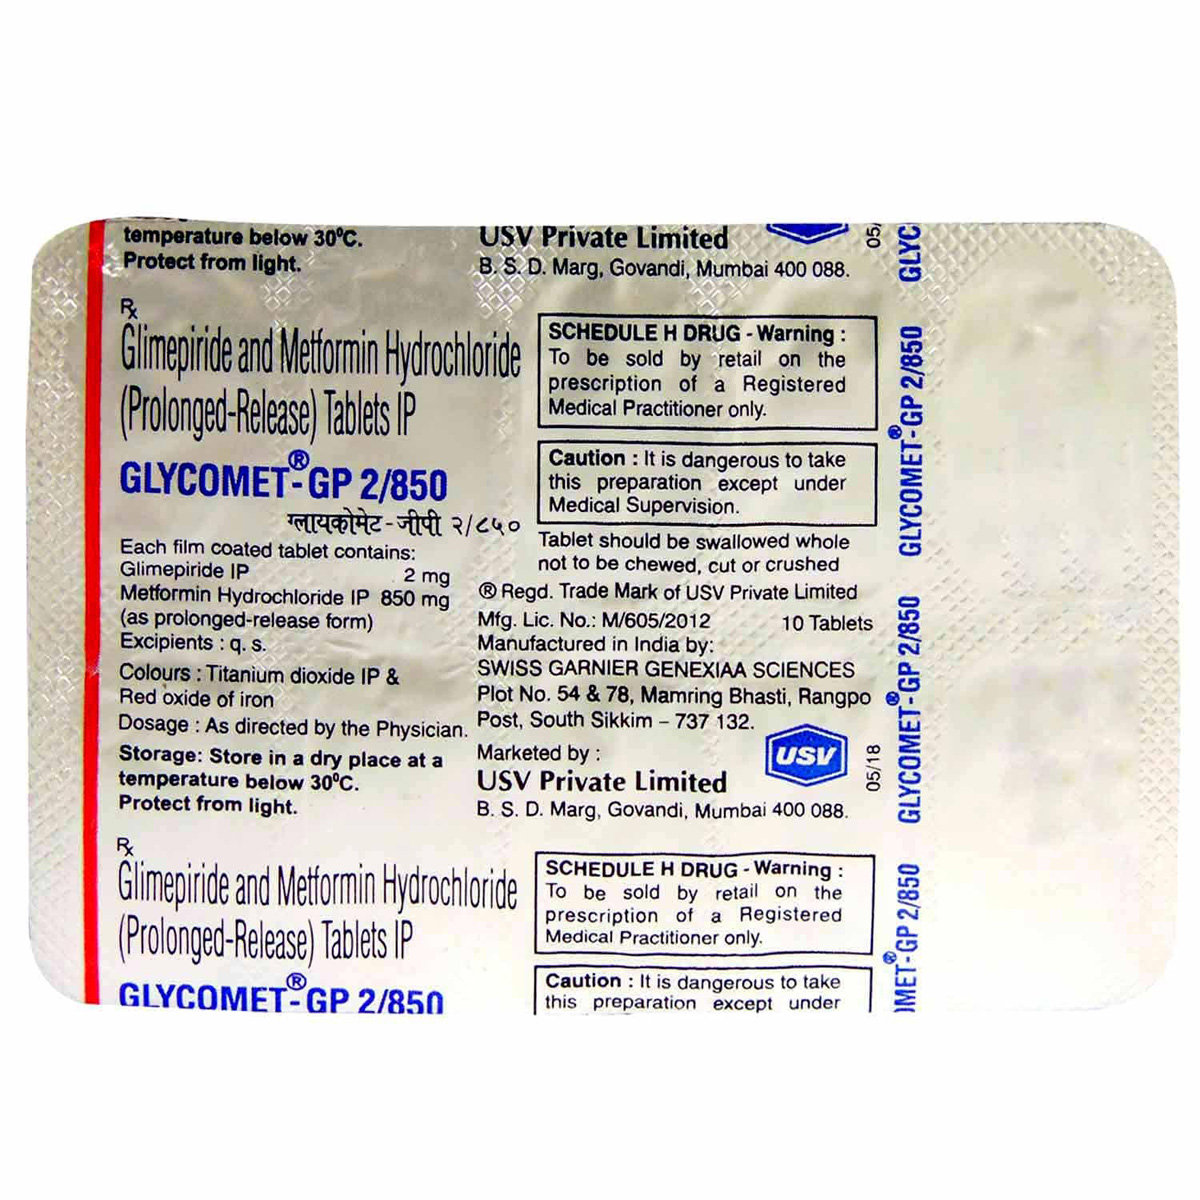 temperature below 30⁰C.
Protect from light.
USV Private Limited
B. S. D. Marg, Govandi, Mumbai 400 088.
05/
Rx
Glimepiride and Metformin Hydrochloride
(Prolonged-Release) Tablets IP
GLYCOMET®-GP 2/850
ग्लायकोमेट-जीपी २/८५०
Each film coated tablet contains:
Glimepiride IP 2 mg
Metformin Hydrochloride IP 850 mg
(as prolonged-release form)
Excipients : q. s.
Colours : Titanium dioxide IP &
Red oxide of iron
Dosage : As directed by the Physician.
Storage: Store in a dry place at a
temperature below 30⁰C.
Protect from light.
SCHEDULE H DRUG - Warning :
To be sold by retail on the
prescription of a Registered
Medical Practitioner only.
Caution : It is dangerous to take
this preparation except under
Medical Supervision.
Tablet should be swallowed whole
not to be chewed, cut or crushed
® Regd. Trade Mark of USV Private Limited
Mfg. Lic. No.: M/605/2012 10 Tablets
Manufactured in India by:
SWISS GARNIER GENEXIAA SCIENCES
Plot No. 54 & 78, Mamring Bhasti, Rangpo
Post, South Sikkim – 737 132.
Marketed by :
USV Private Limited
B. S. D. Marg, Govandi, Mumbai 400 088.
USV
05/18
Rx
Glimepiride and Metformin Hydrochloride
(Prolonged-Release) Tablets IP
GLYCOMET®-GP 2/850
SCHEDULE H DRUG - Warning :
To be sold by retail on the
prescription of a Registered
Medical Practitioner only.
Caution : It is dangerous to take
this preparation except under
GLYC
GLYCOMET®-GP 2/850
GLYCOMET®-GP 2/850
OMET®-GP 2/850